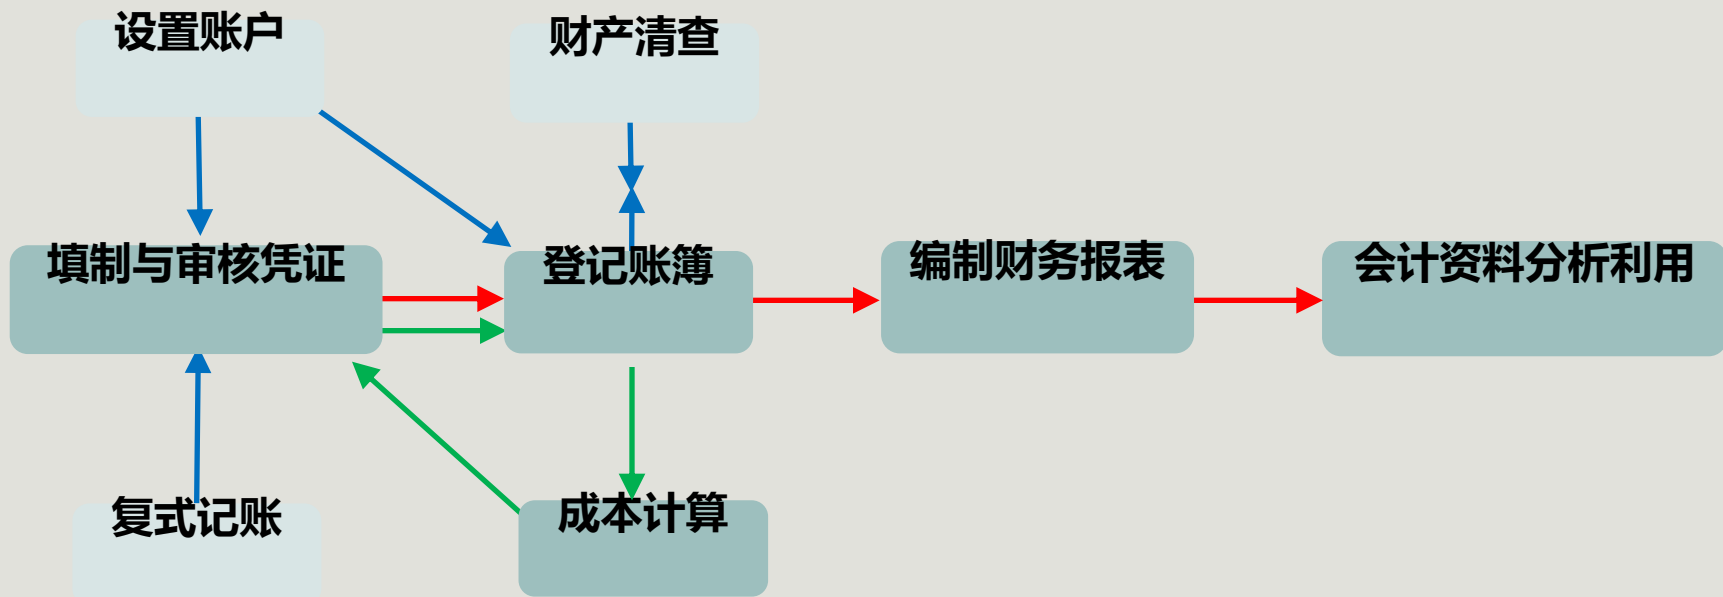 设置账户
财产清查
填制与审核凭证
登记账簿
编制财务报表
会计资料分析利用
复式记账
成本计算